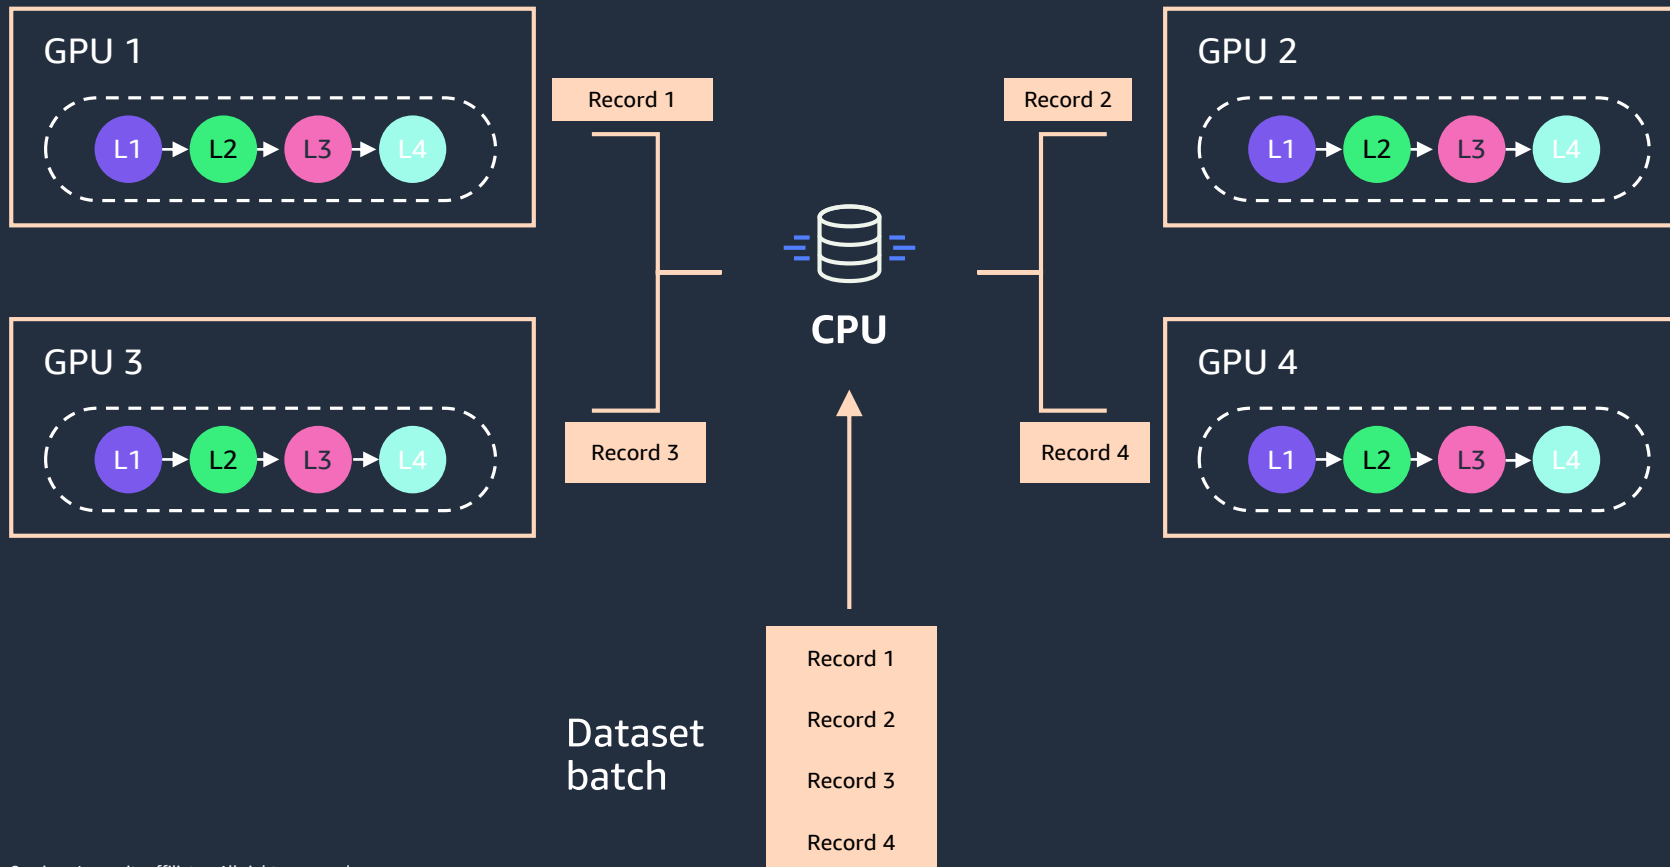 GPU 1
L1 L2 L3 L4
Record 1
Record 2
GPU 2
L1 L2 L3 L4
CPU
GPU 3
L1 L2 L3 L4
Record 3
Record 4
GPU 4
L1 L2 L3 L4
Dataset
batch
Record 1
Record 2
Record 3
Record 4